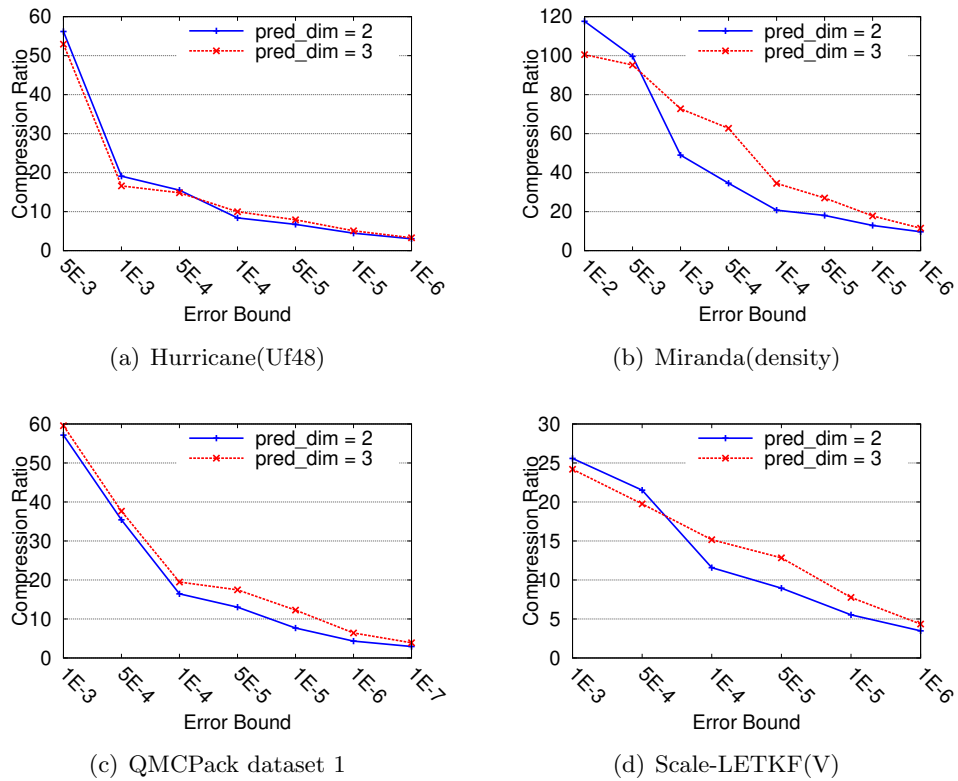 60
50
40
30
20
10
0
Compression Ratio
pred_dim = 2
pred_dim = 3
5E-3
1E-3
5E-4
1E-4
5E-5
1E-5
1E-6
Error Bound
(a) Hurricane(Uf48)
120
100
80
60
40
20
0
Compression Ratio
pred_dim = 2
pred_dim = 3
1E-2
5E-3
1E-3
5E-4
1E-4
5E-5
1E-5
1E-6
Error Bound
(b) Miranda(density)
60
50
40
30
20
10
0
Compression Ratio
pred_dim = 2
pred_dim = 3
1E-3
5E-4
1E-4
5E-5
1E-5
1E-6
1E-7
Error Bound
(c) QMCPack dataset 1
30
25
20
15
10
5
0
Compression Ratio
pred_dim = 2
pred_dim = 3
1E-3
5E-4
1E-4
5E-5
1E-5
1E-6
Error Bound
(d) Scale-LETKF(V)